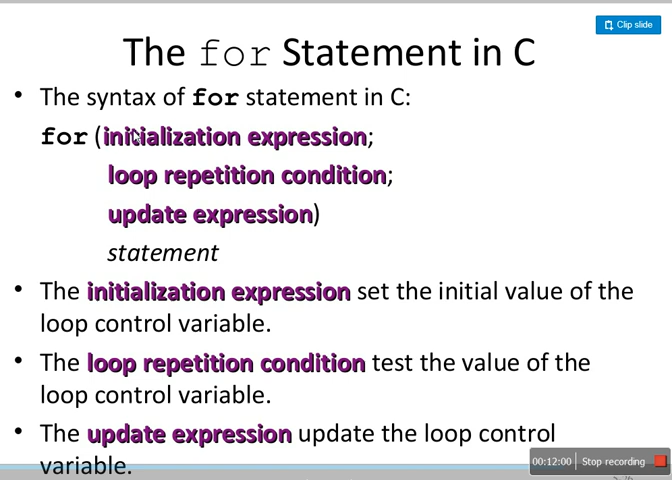 Clip slide
The for Statement in C
• The syntax of for statement in C:
for (initialization expression;
loop repetition condition;
update expression)
statement
• The initialization expression set the initial value of the
loop control variable.
• The loop repetition condition test the value of the
loop control variable.
• The update expression update the loop control
variable.
00:12:00 Stop recording